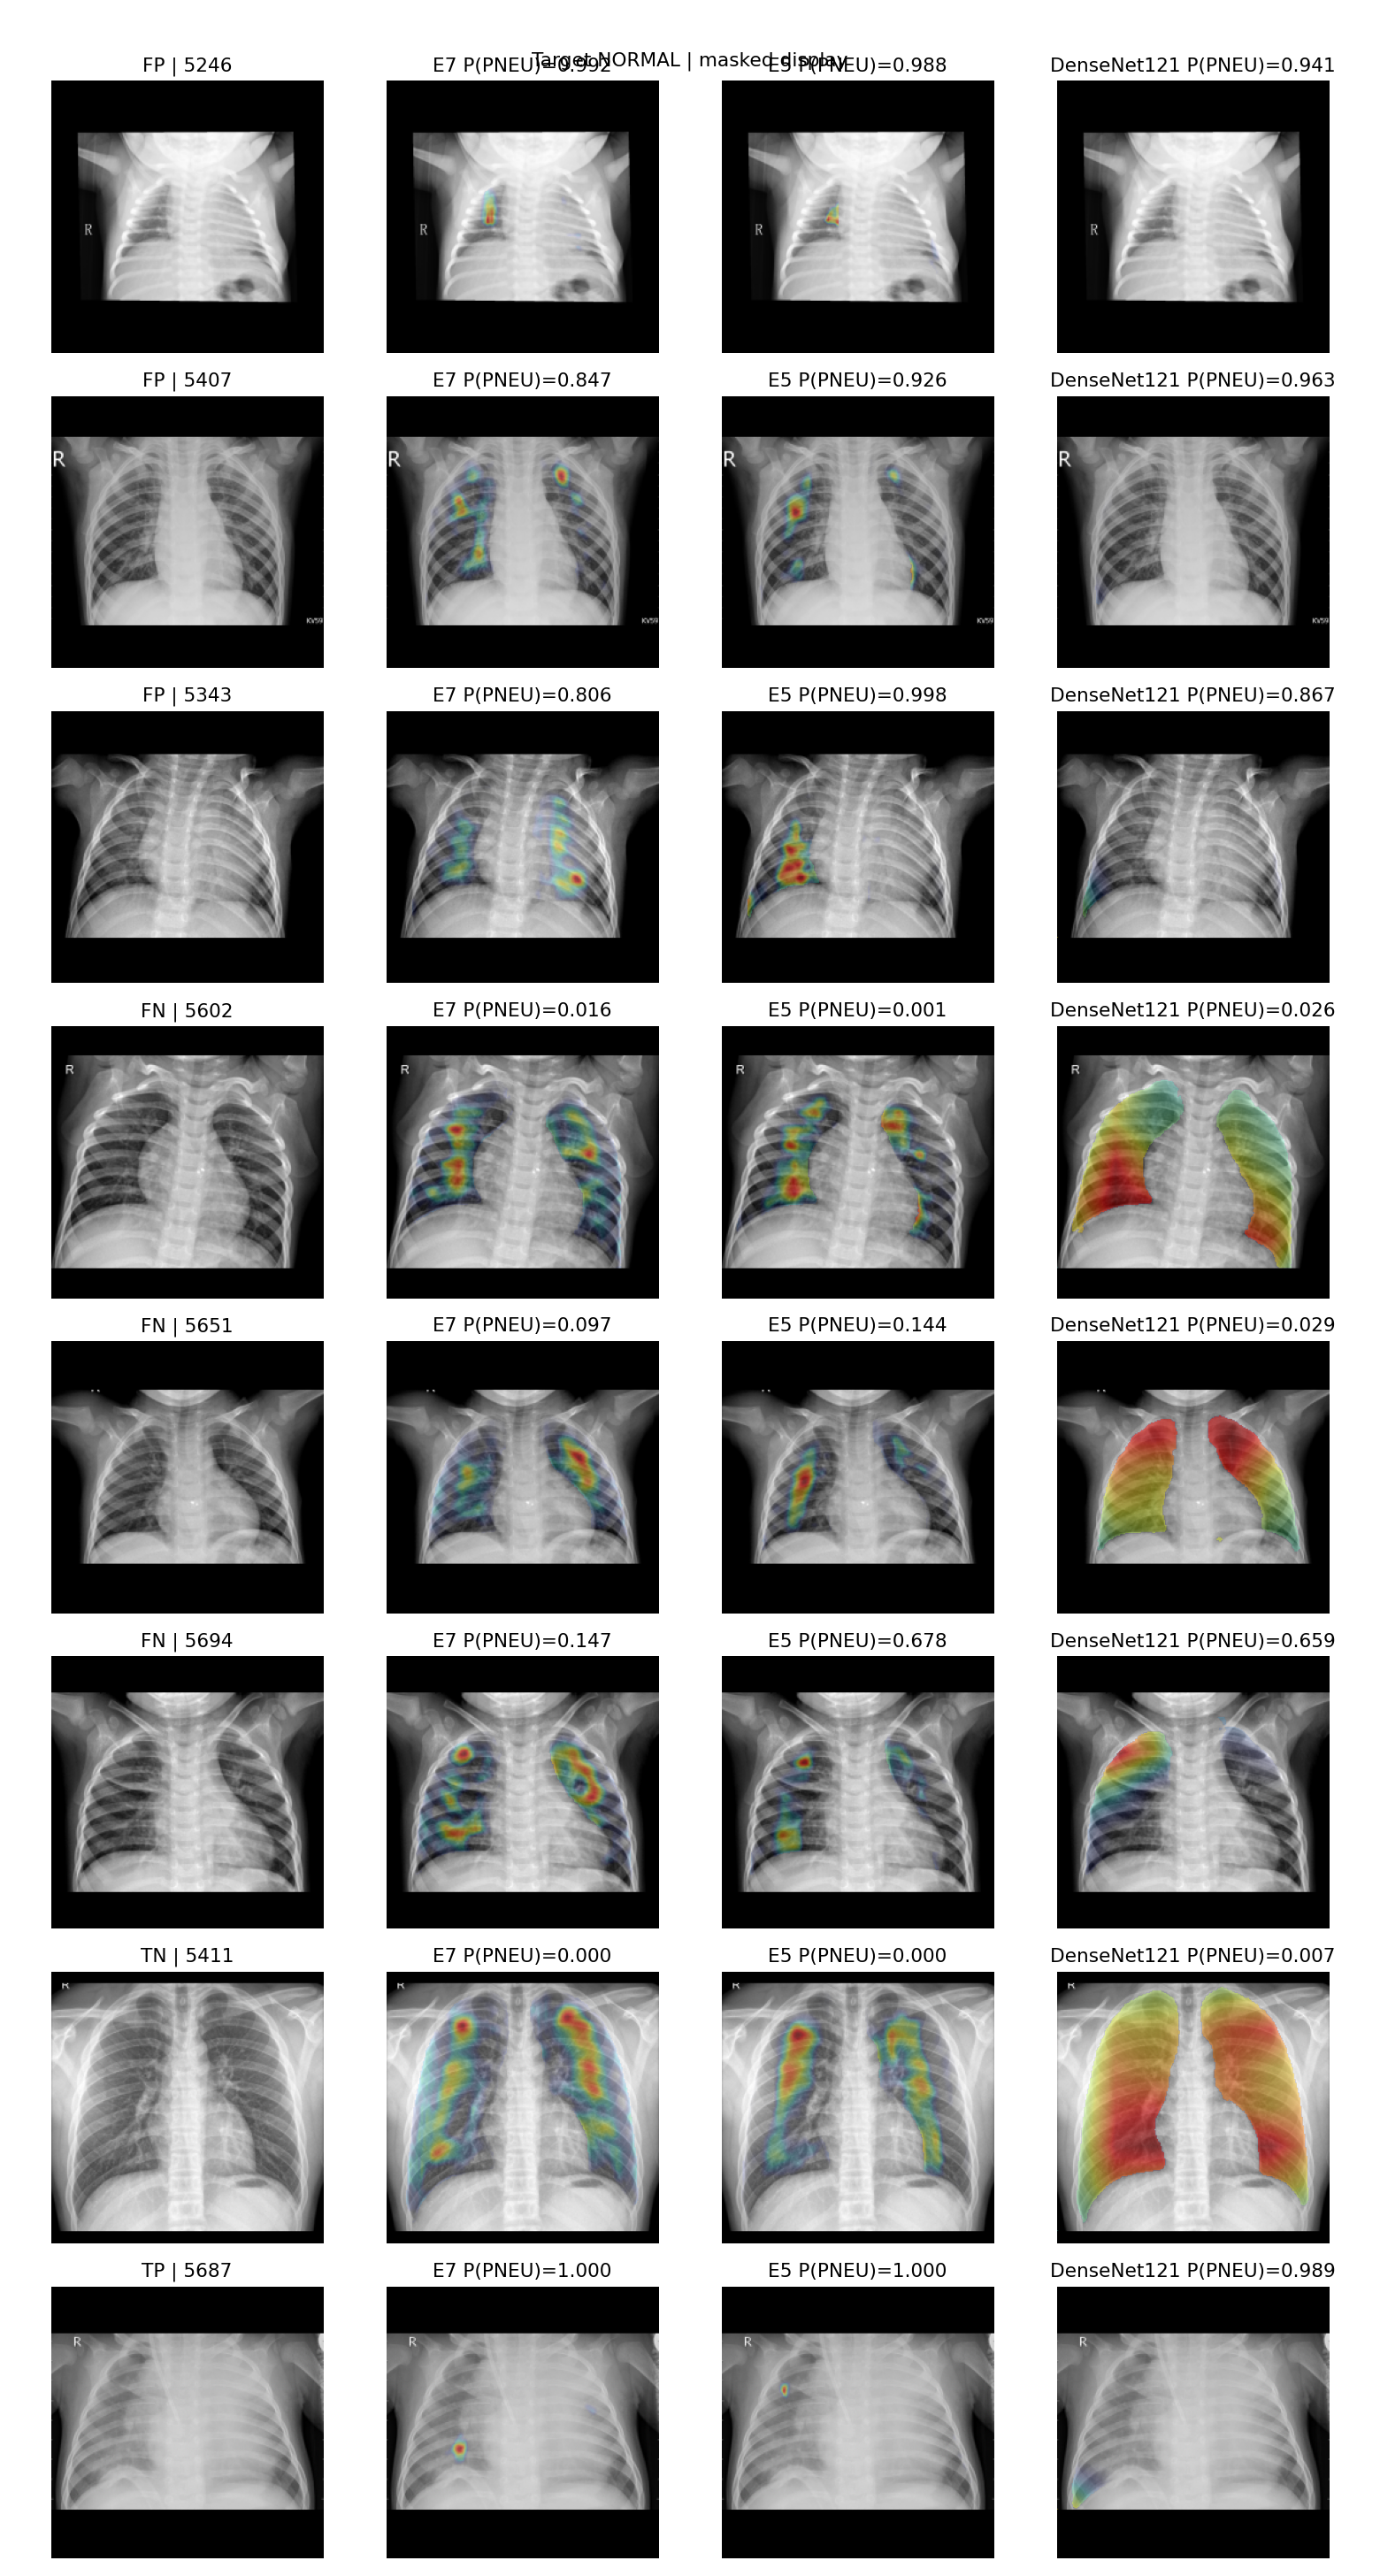 Target NORMAL | masked display
FP | 5246
E7 P(PNEU)=0.992
E5 P(PNEU)=0.988
DenseNet121 P(PNEU)=0.941
R
R
R
R
FP | 5407
E7 P(PNEU)=0.847
E5 P(PNEU)=0.926
DenseNet121 P(PNEU)=0.963
R
R
R
R
KV59
KV59
KV59
KV59
FP | 5343
E7 P(PNEU)=0.806
E5 P(PNEU)=0.998
DenseNet121 P(PNEU)=0.867
FN | 5602
E7 P(PNEU)=0.016
E5 P(PNEU)=0.001
DenseNet121 P(PNEU)=0.026
R
R
R
R
FN | 5651
E7 P(PNEU)=0.097
E5 P(PNEU)=0.144
DenseNet121 P(PNEU)=0.029
FN | 5694
E7 P(PNEU)=0.147
E5 P(PNEU)=0.678
DenseNet121 P(PNEU)=0.659
TN | 5411
E7 P(PNEU)=0.000
E5 P(PNEU)=0.000
DenseNet121 P(PNEU)=0.007
R
R
R
R
TP | 5687
E7 P(PNEU)=1.000
E5 P(PNEU)=1.000
DenseNet121 P(PNEU)=0.989
R
R
R
R